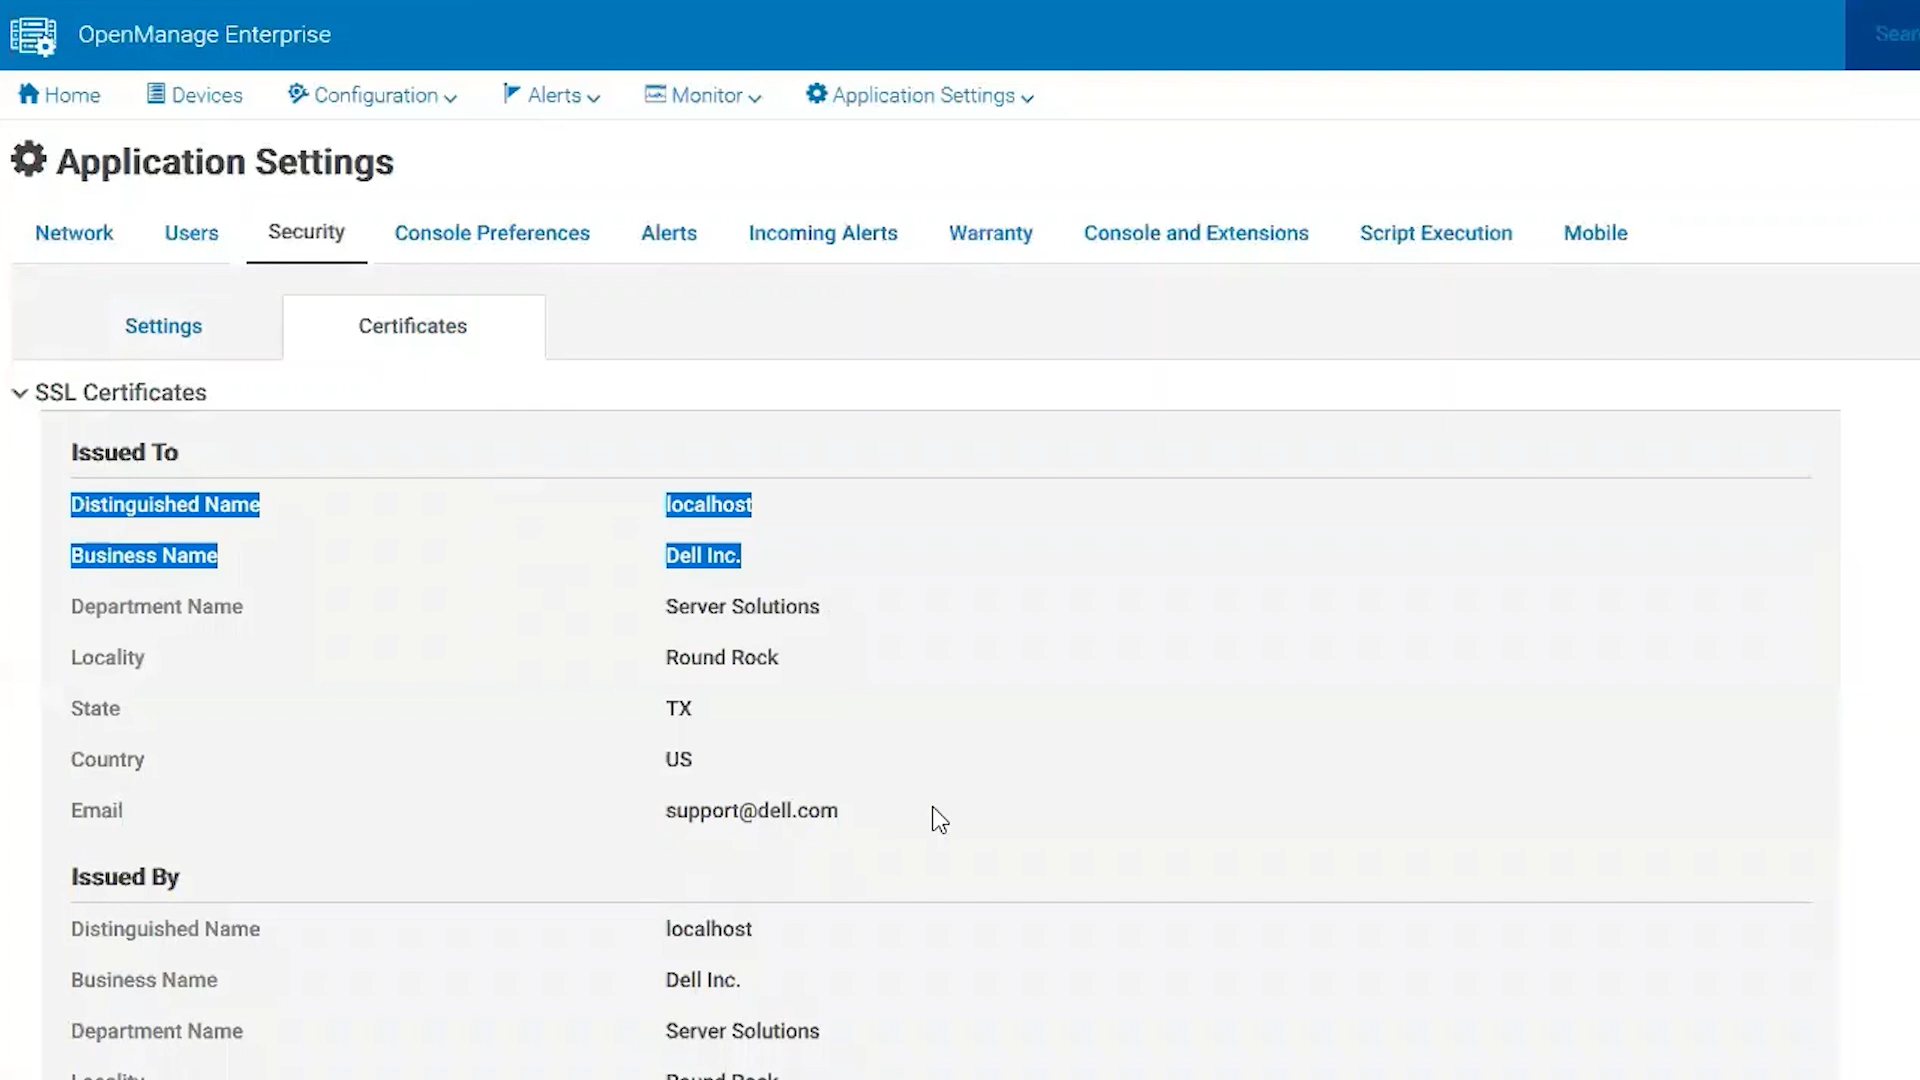 OpenManage Enterprise
Home Devices Configuration Alerts Monitor Application Settings
Application Settings
Network Users Security Console Preferences Alerts Incoming Alerts Warranty Console and Extensions Script Execution Mobile
Settings Certificates
SSL Certificates
Issued To
Distinguished Name localhost
Business Name Dell Inc.
Department Name Server Solutions
Locality Round Rock
State TX
Country US
Email support@dell.com
Issued By
Distinguished Name localhost
Business Name Dell Inc.
Department Name Server Solutions